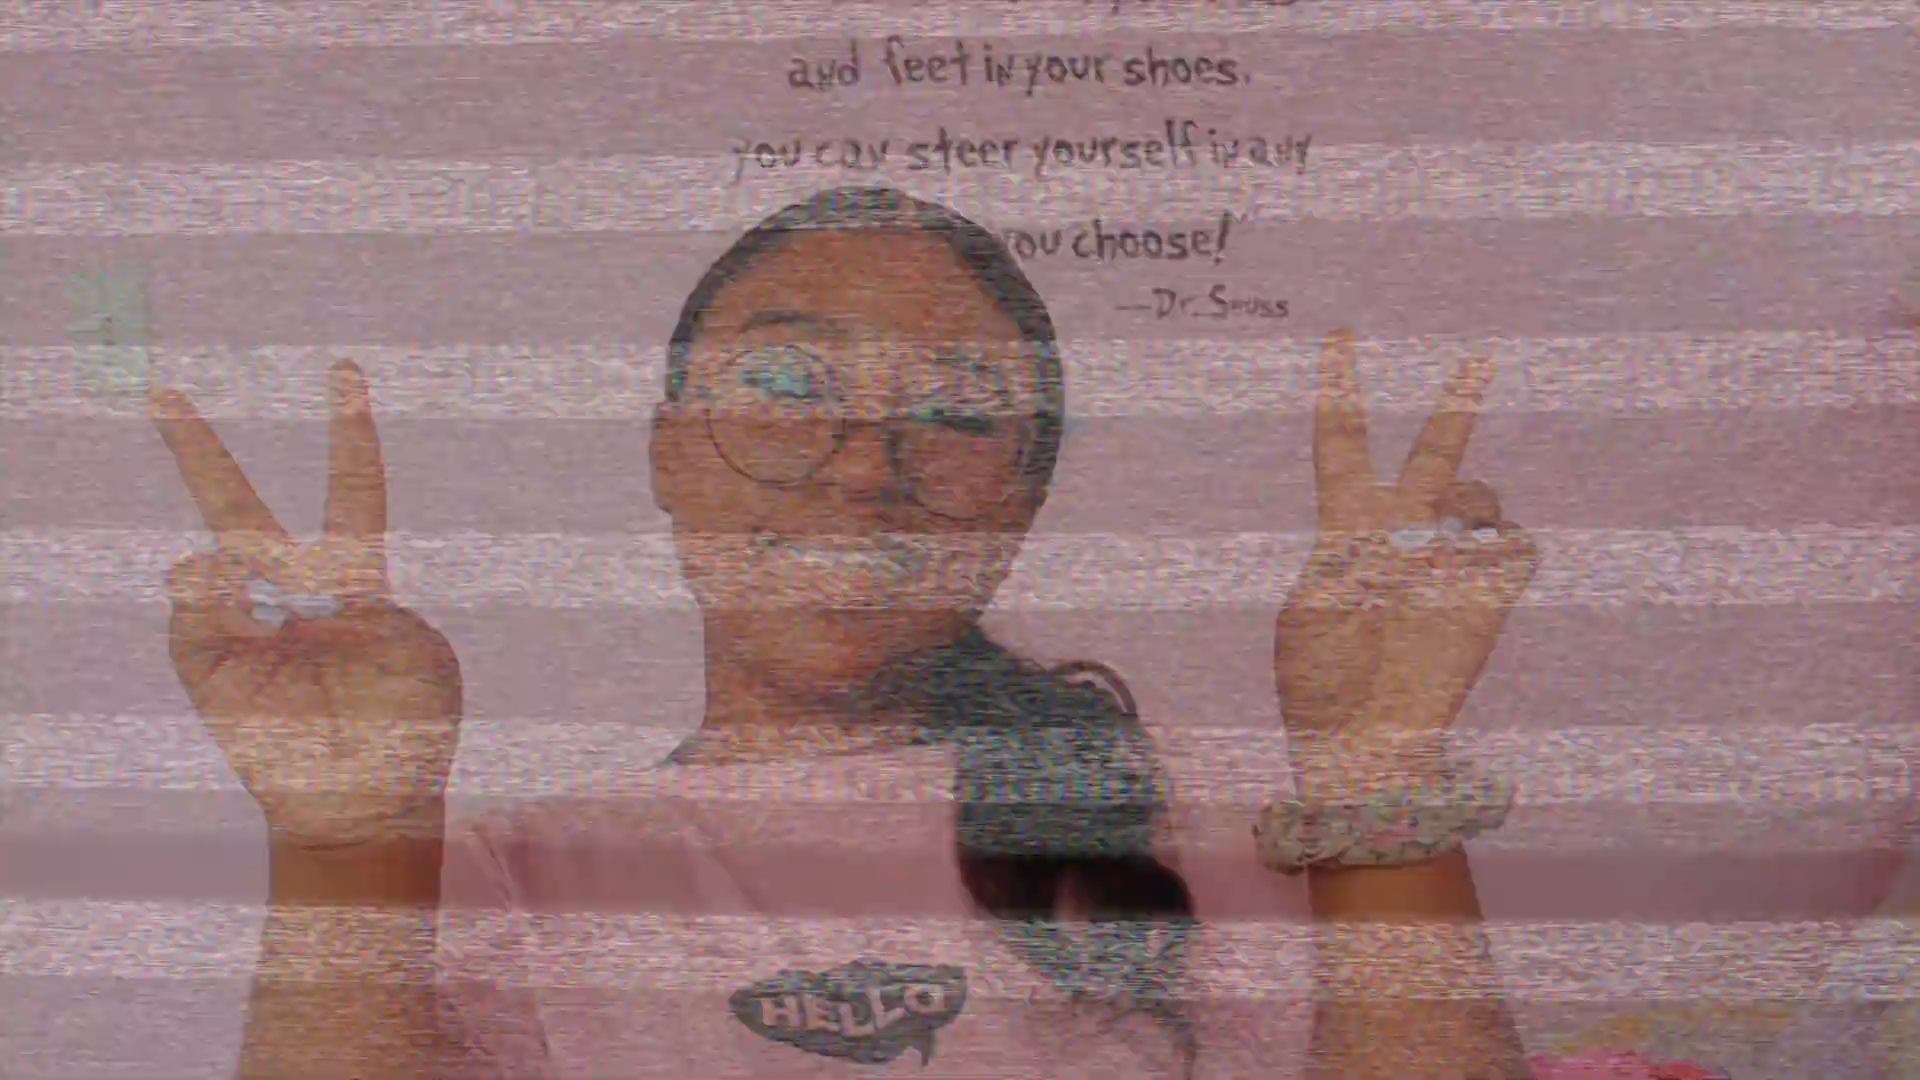 and feet in your shoes.
you can steer yourself in any
you choose!"
—Dr. Seuss
HELLO